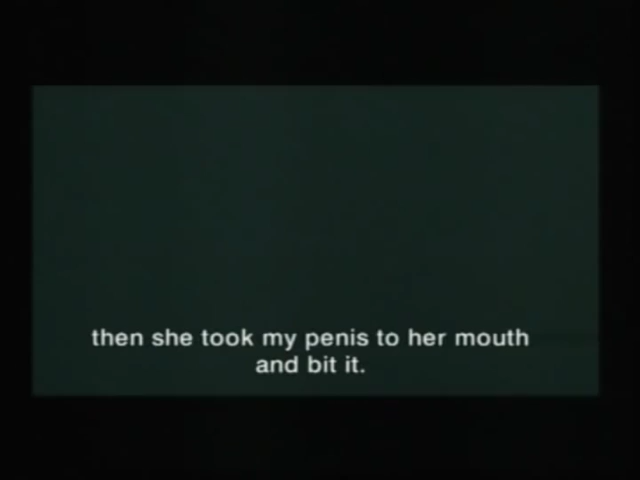 then she took my penis to her mouth
and bit it.